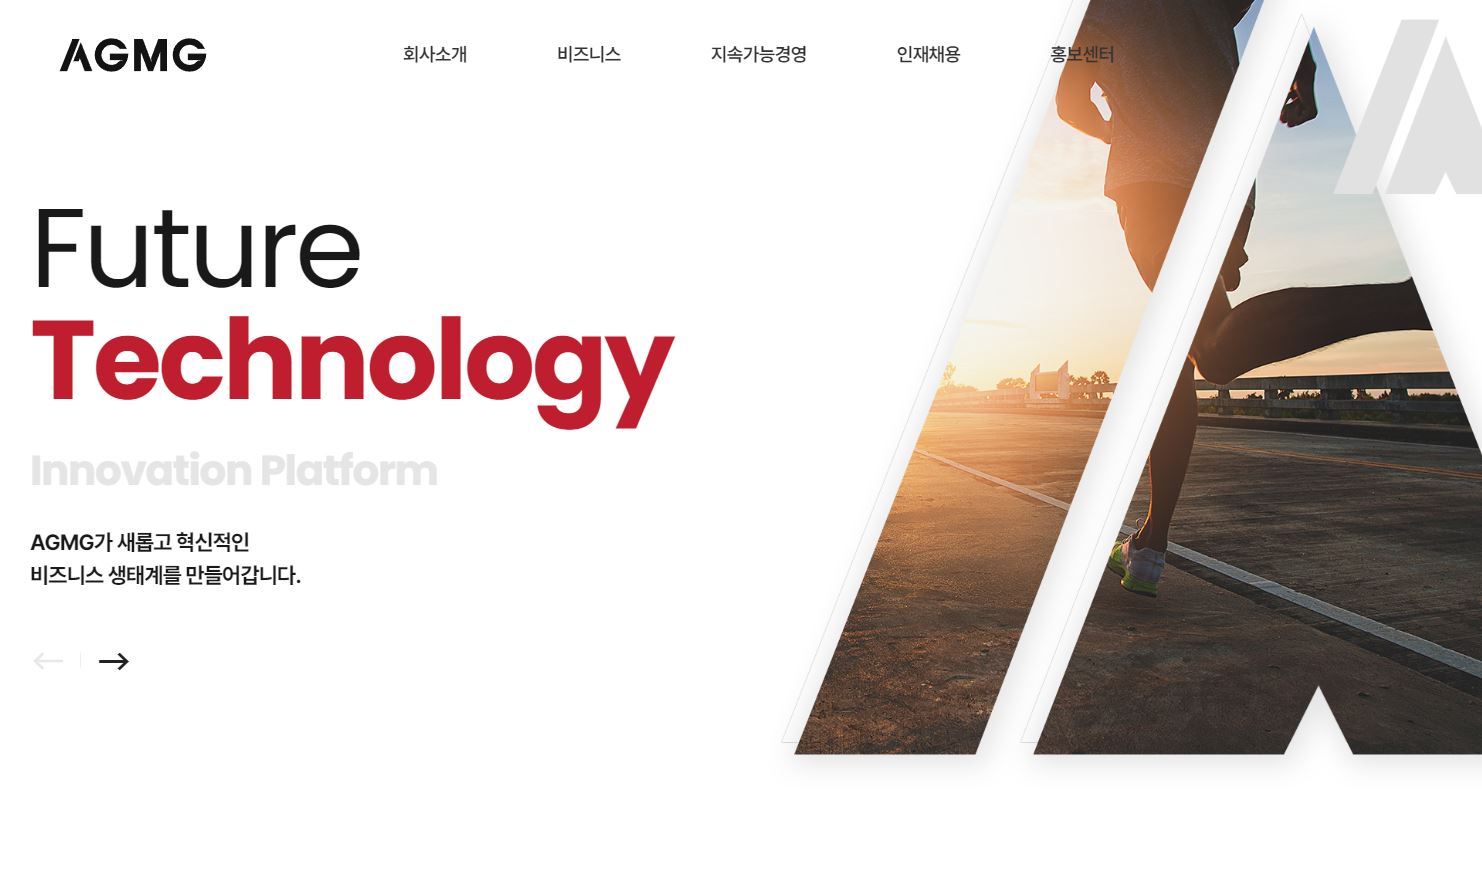 AGMG
회사소개
비즈니스
지속가능경영
인재채용
홍보센터
Future
Technology
Innovation Platform
AGMG가 새롭고 혁신적인
비즈니스 생태계를 만들어갑니다.